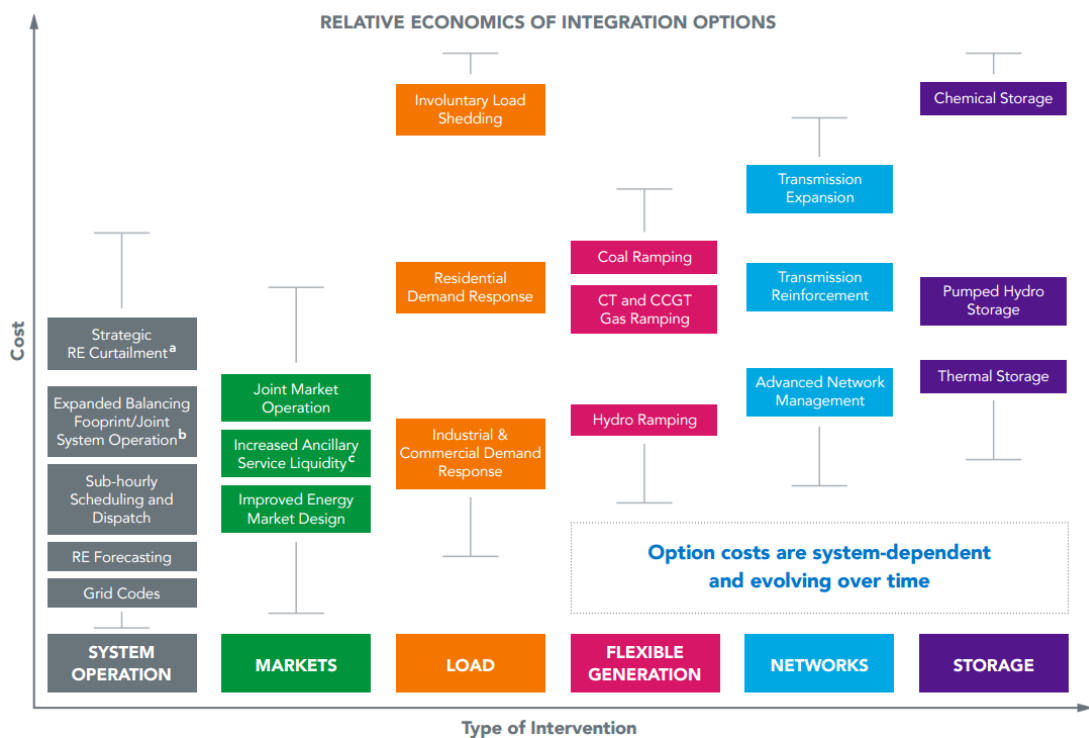 RELATIVE ECONOMICS OF INTEGRATION OPTIONS
Cost
Strategic
RE Curtailment a
Expanded Balancing
Fooprint/Joint
System Operation b
Sub-hourly
Scheduling and
Dispatch
RE Forecasting
Grid Codes
SYSTEM
OPERATION
Joint Market
Operation
Increased Ancillary
Service Liquidity c
Improved Energy
Market Design
MARKETS
Involuntary Load
Shedding
Residential
Demand Response
Industrial &
Commercial Demand
Response
LOAD
Coal Ramping
CT and CCGT
Gas Ramping
Hydro Ramping
FLEXIBLE
GENERATION
Transmission
Expansion
Transmission
Reinforcement
Advanced Network
Management
NETWORKS
Chemical Storage
Pumped Hydro
Storage
Thermal Storage
STORAGE
Option costs are system-dependent
and evolving over time
Type of Intervention